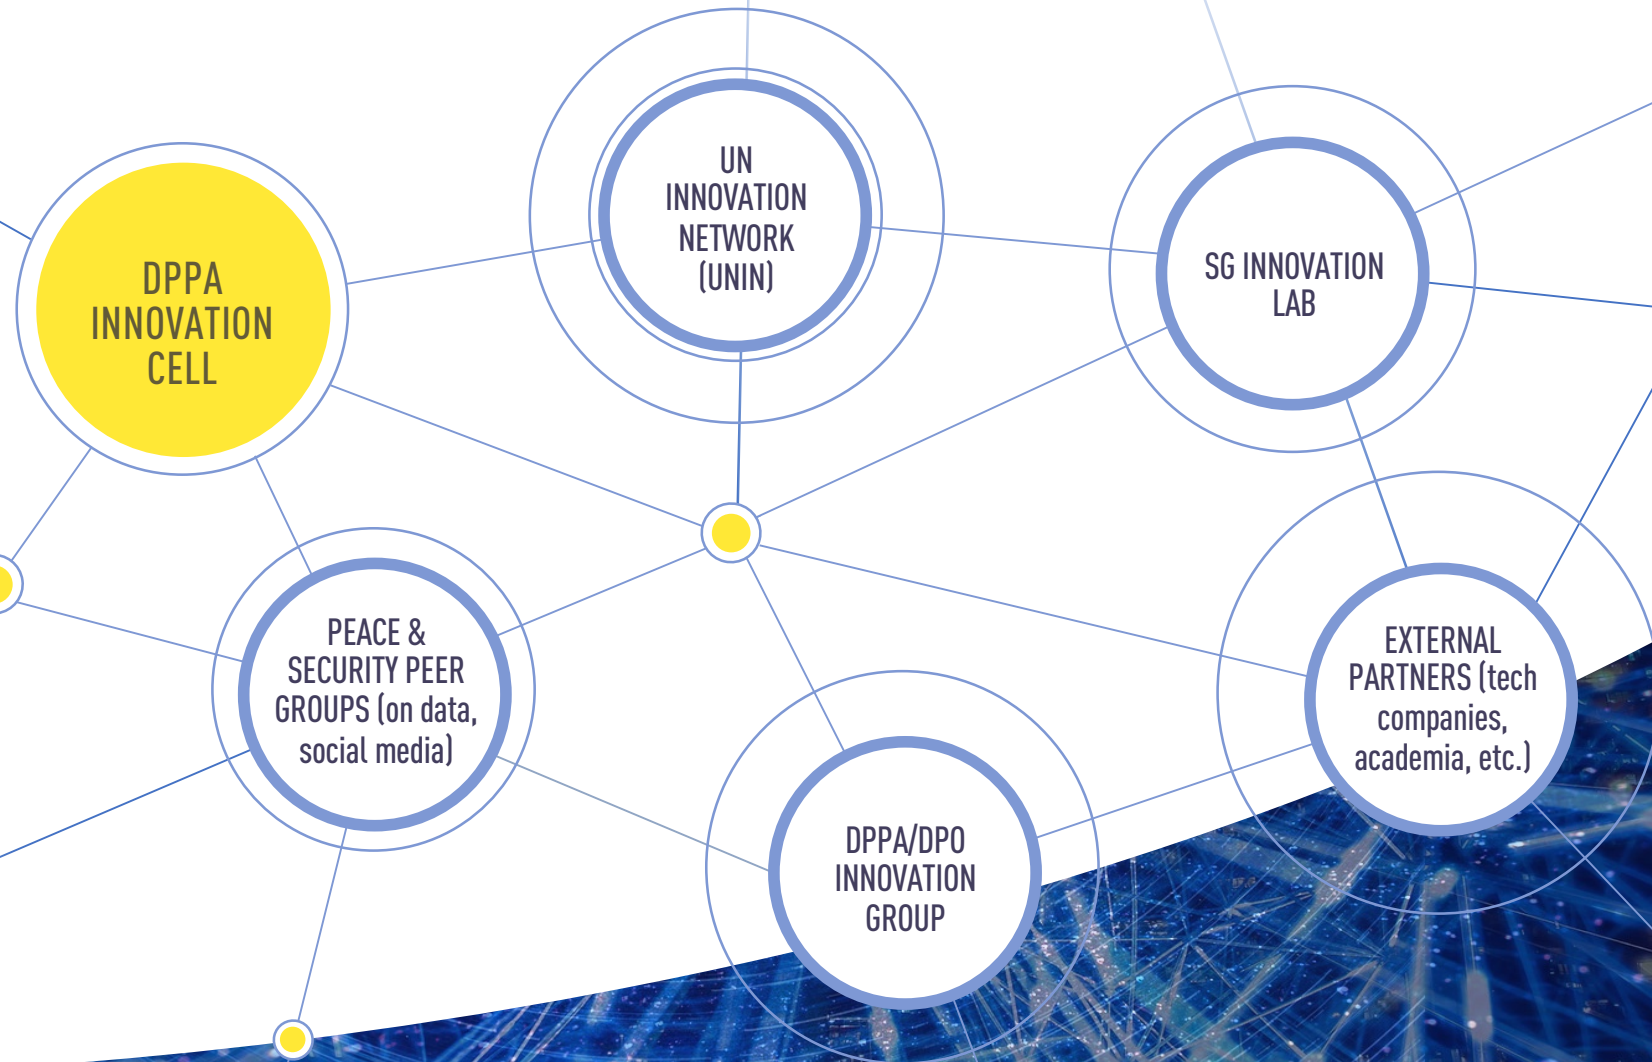 DPPA
INNOVATION
CELL
UN
INNOVATION
NETWORK
(UNIN)
SG INNOVATION
LAB
PEACE &
SECURITY PEER
GROUPS (on data,
social media)
EXTERNAL
PARTNERS (tech
companies,
academia, etc.)
DPPA/DPO
INNOVATION
GROUP